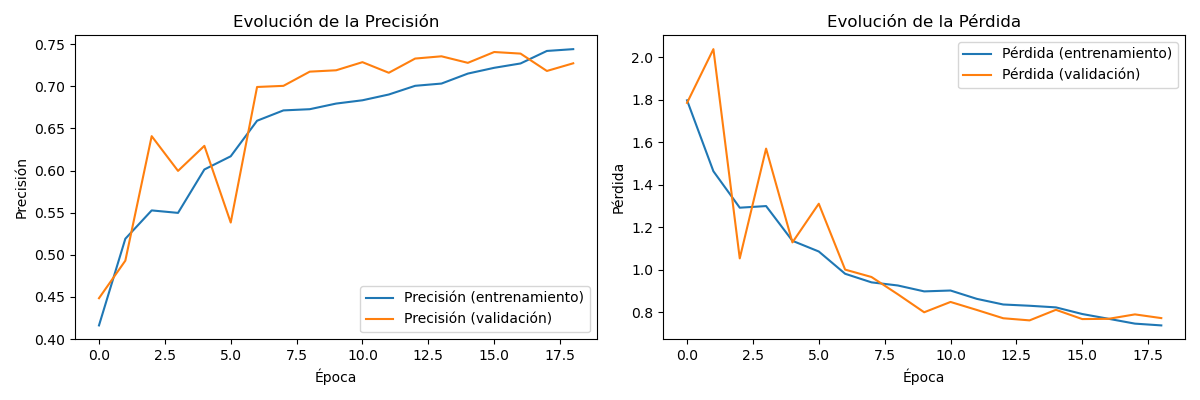 Evolución de la Precisión
Precisión
0.75
0.70
0.65
0.60
0.55
0.50
0.45
0.40
Precisión (entrenamiento)
Precisión (validación)
0.0 2.5 5.0 7.5 10.0 12.5 15.0 17.5
Época
Evolución de la Pérdida
Pérdida
2.0
1.8
1.6
1.4
1.2
1.0
0.8
Pérdida (entrenamiento)
Pérdida (validación)
0.0 2.5 5.0 7.5 10.0 12.5 15.0 17.5
Época